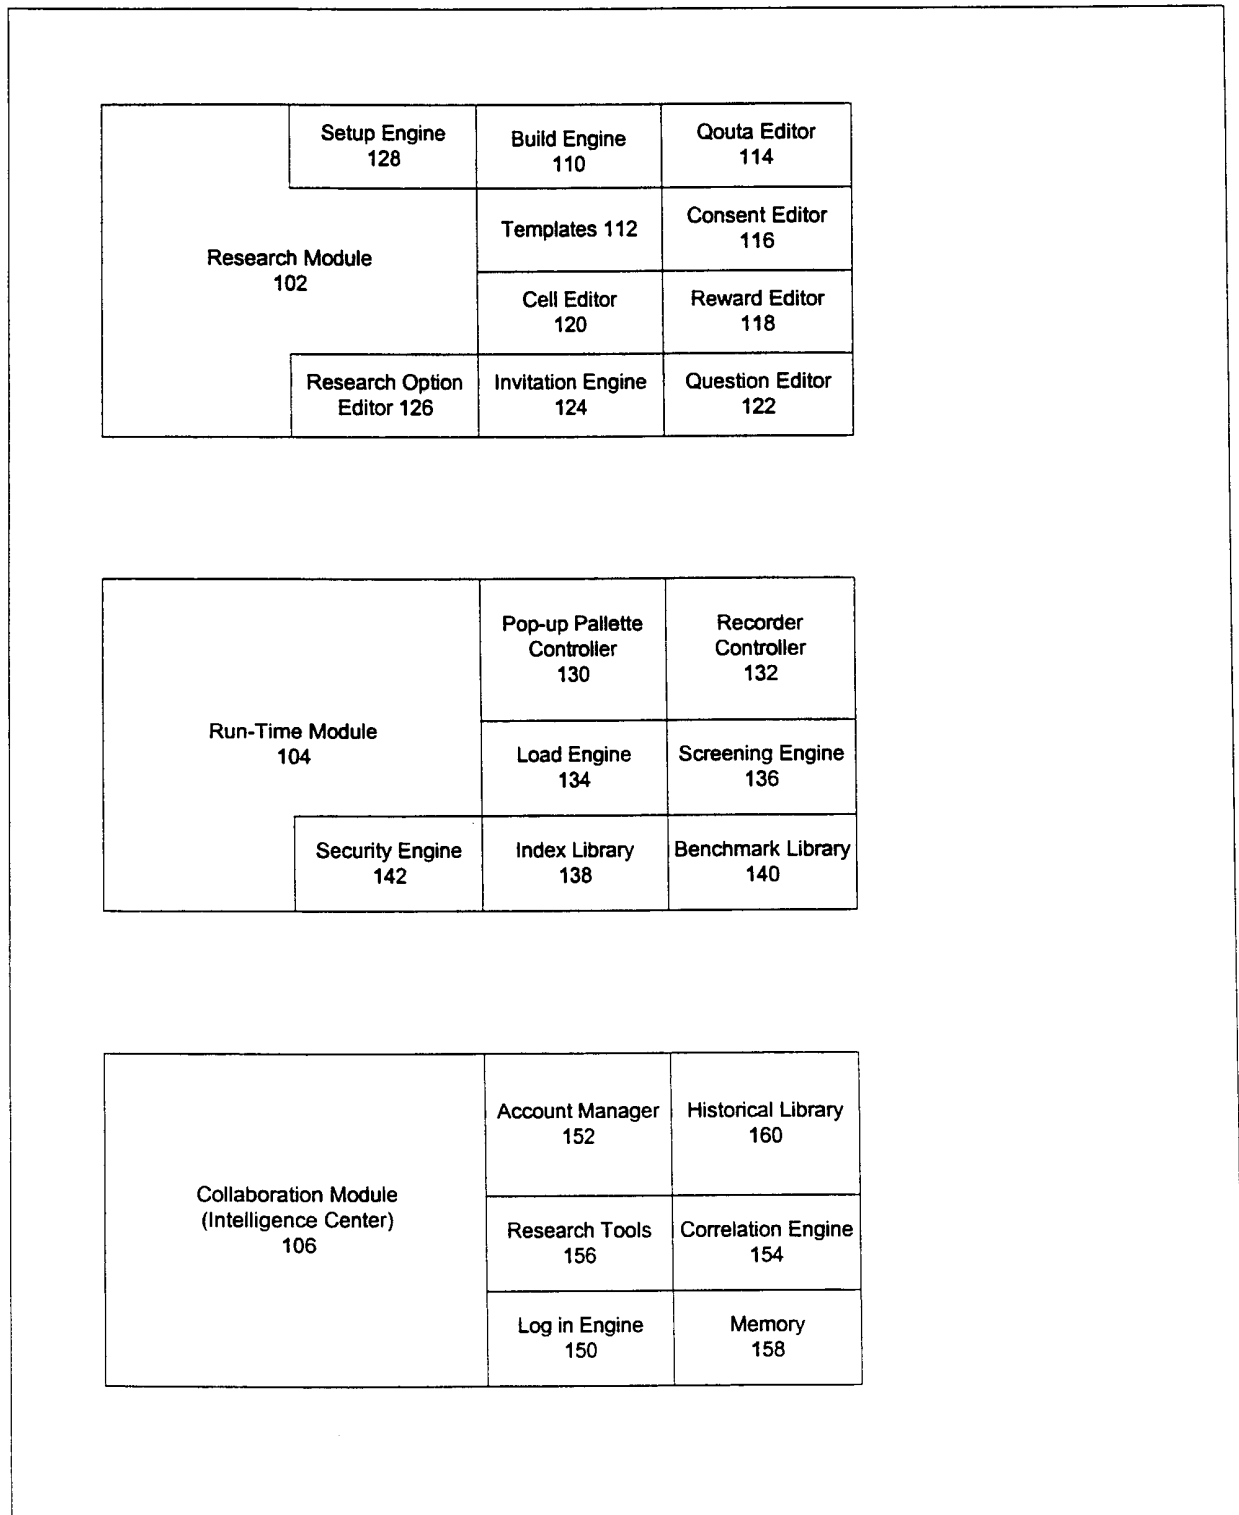 Setup Engine
128
Build Engine
110
Qouta Editor
114
Templates 112
Consent Editor
116
Research Module
102
Cell Editor
120
Reward Editor
118
Research Option
Editor 126
Invitation Engine
124
Question Editor
122
Pop-up Pallette
Controller
130
Recorder
Controller
132
Run-Time Module
104
Load Engine
134
Screening Engine
136
Security Engine
142
Index Library
138
Benchmark Library
140
Account Manager
152
Historical Library
160
Collaboration Module
(Intelligence Center)
106
Research Tools
156
Correlation Engine
154
Log in Engine
150
Memory
158